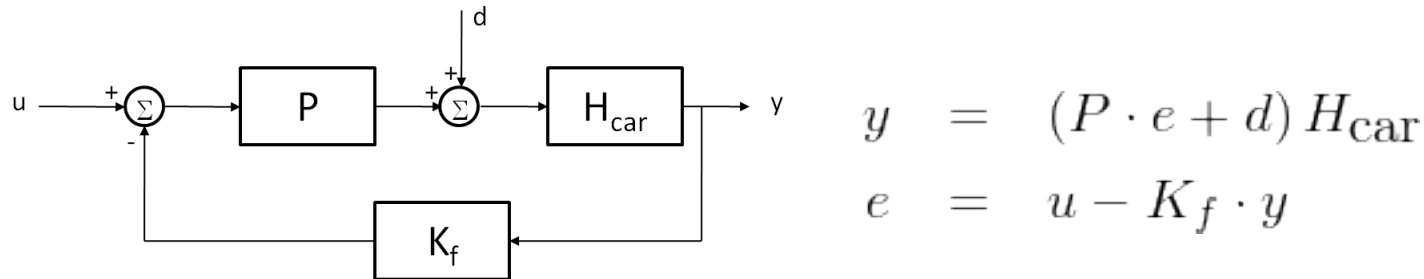 d
u + Σ P + + Σ H_car y
-
K_f
y = (P · e + d) H_car
e = u − K_f · y